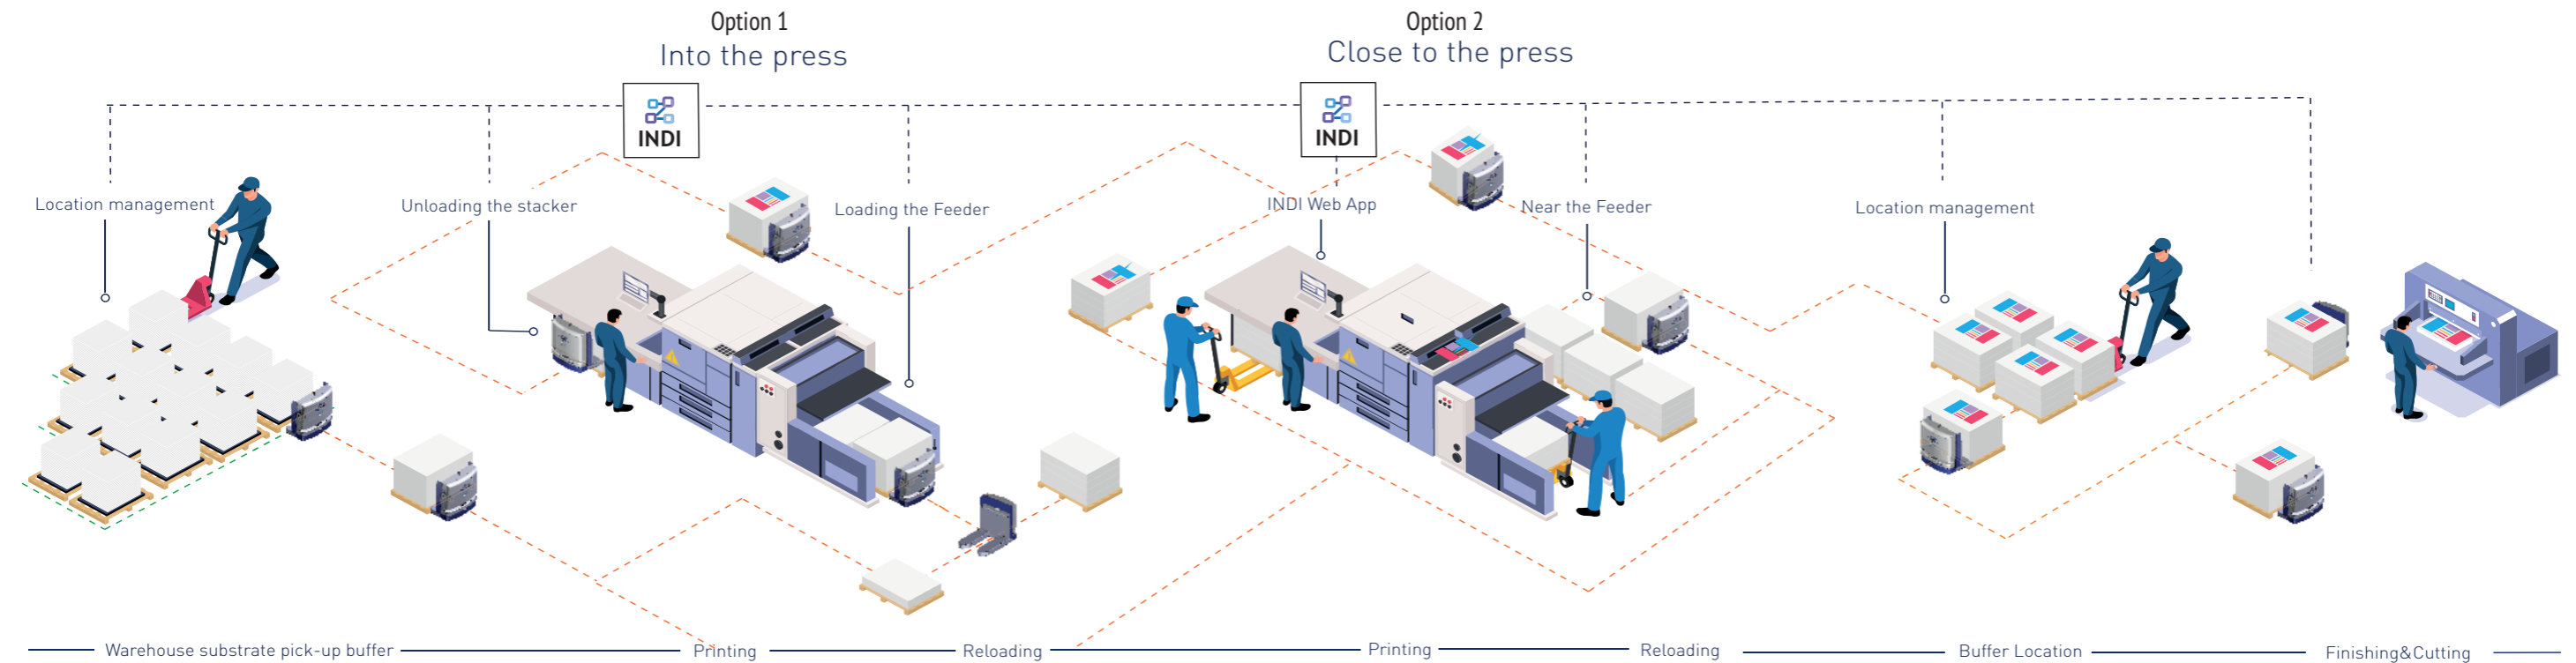 Option 1
Into the press
Option 2
Close to the press
INDI
INDI
Location management
Unloading the stacker
Loading the Feeder
INDI Web App
Near the Feeder
Location management
Warehouse substrate pick-up buffer
Printing
Reloading
Printing
Reloading
Buffer Location
Finishing&Cutting